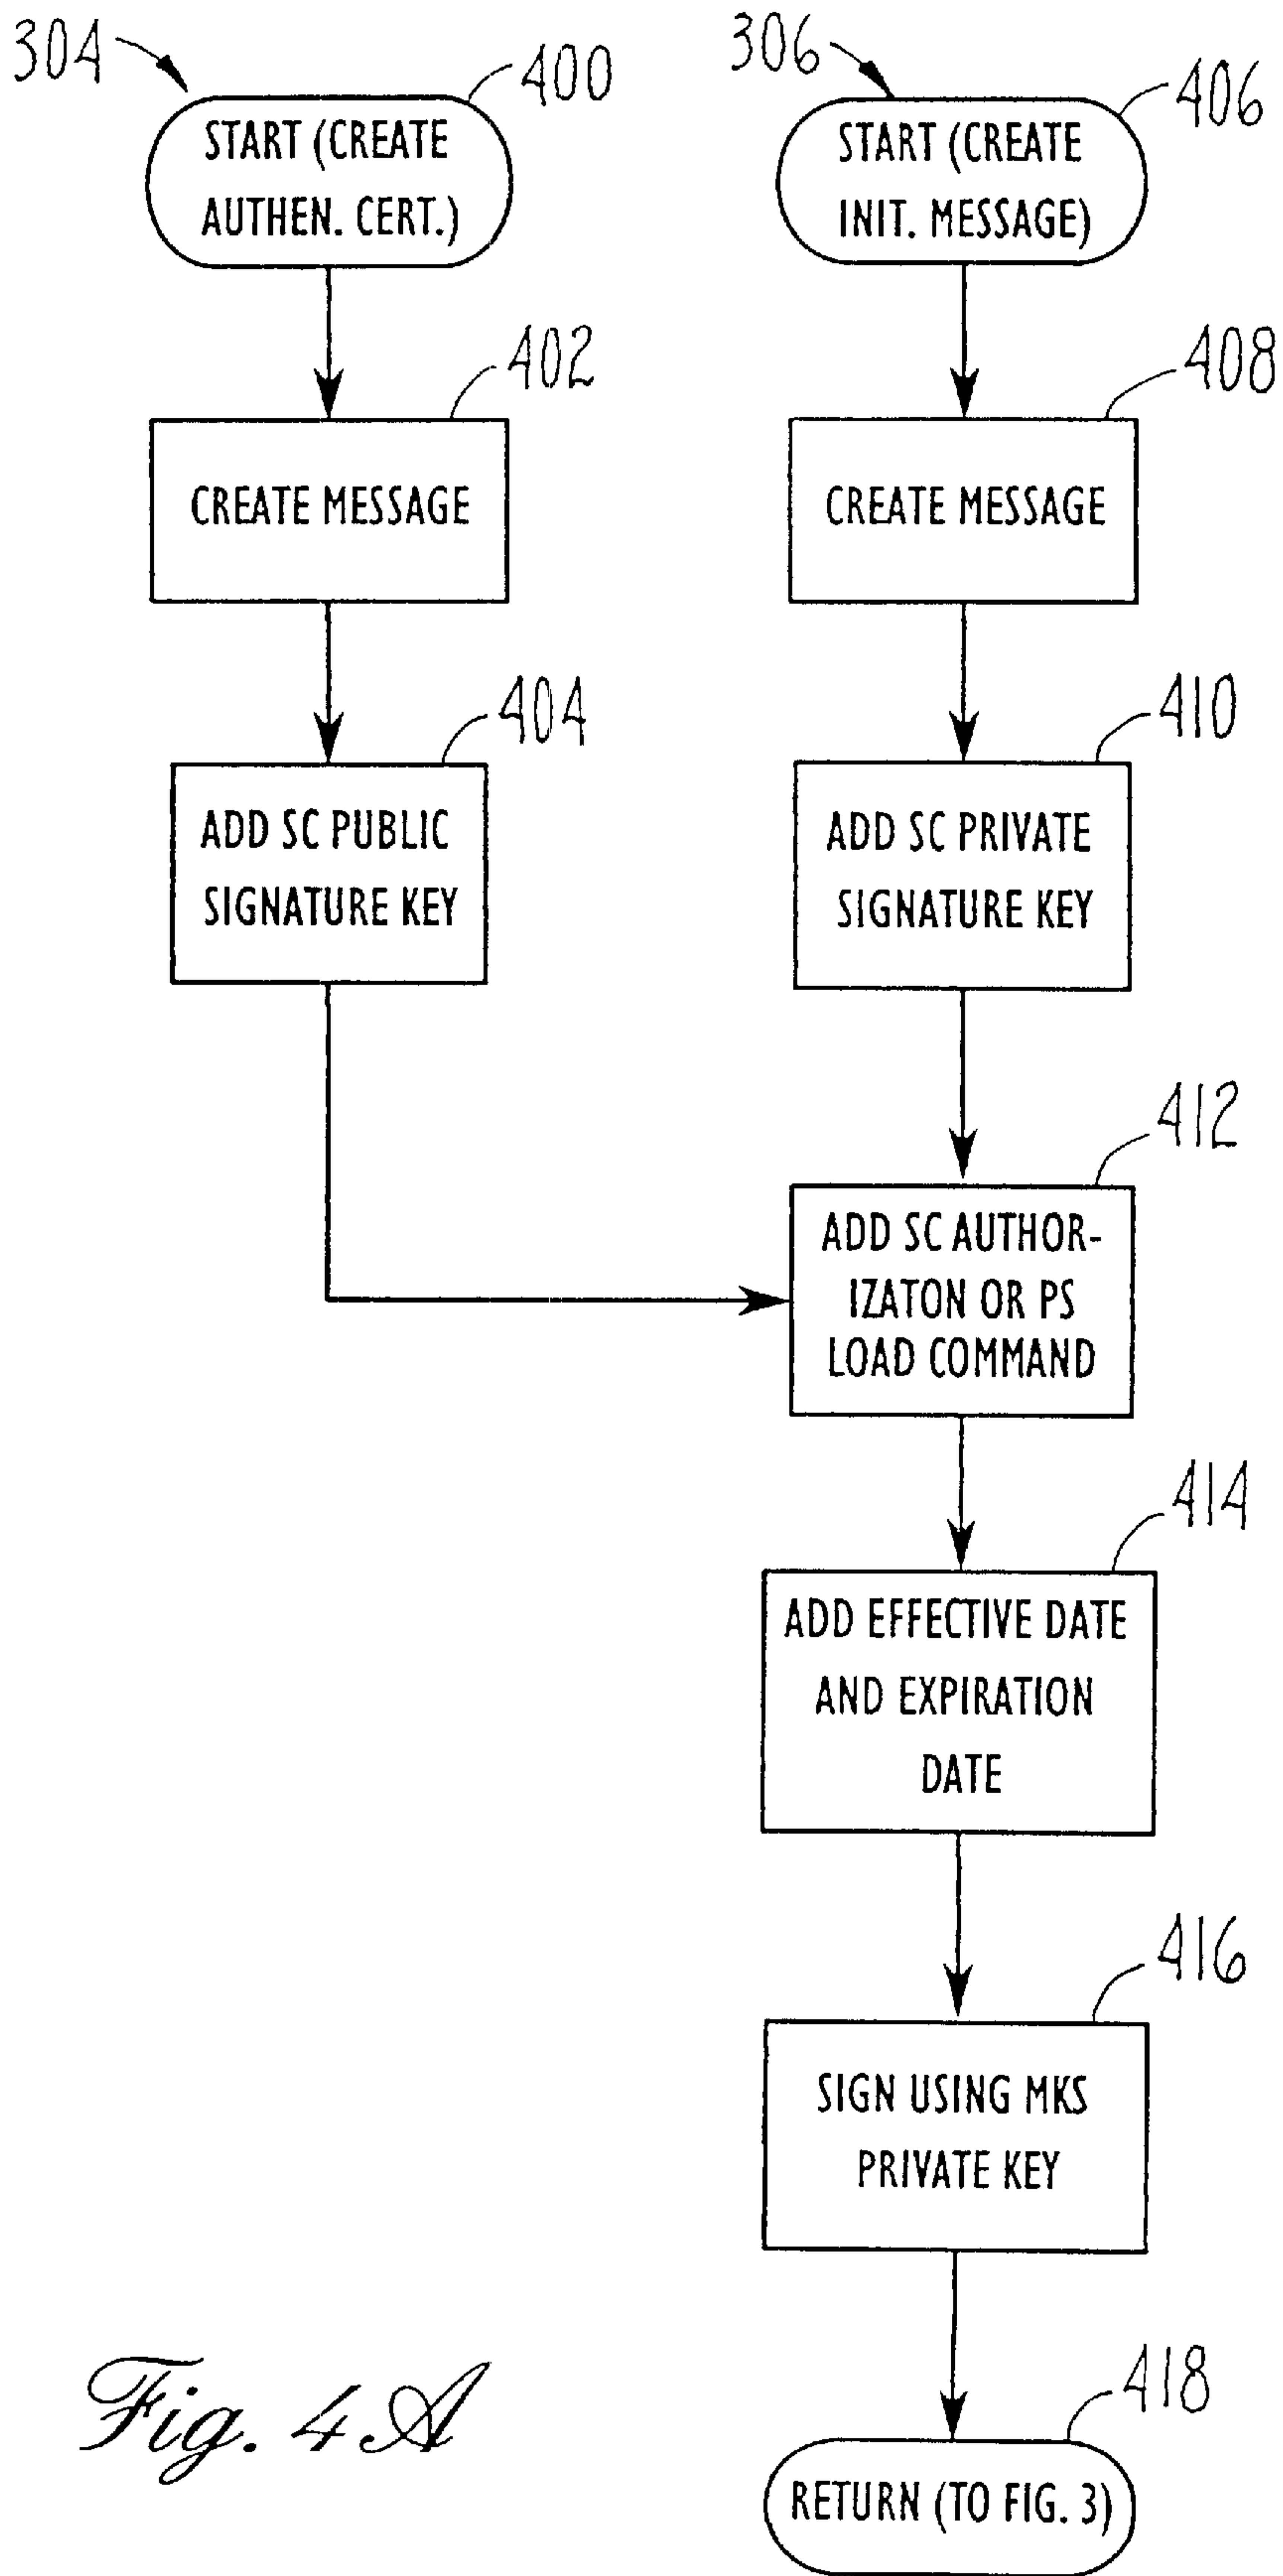 304
400
START (CREATE
AUTHEN. CERT.)
402
CREATE MESSAGE
404
ADD SC PUBLIC
SIGNATURE KEY
306
406
START (CREATE
INIT. MESSAGE)
408
CREATE MESSAGE
410
ADD SC PRIVATE
SIGNATURE KEY
412
ADD SC AUTHOR-
IZATON OR PS
LOAD COMMAND
414
ADD EFFECTIVE DATE
AND EXPIRATION
DATE
416
SIGN USING MKS
PRIVATE KEY
418
RETURN (TO FIG. 3)
Fig. 4A